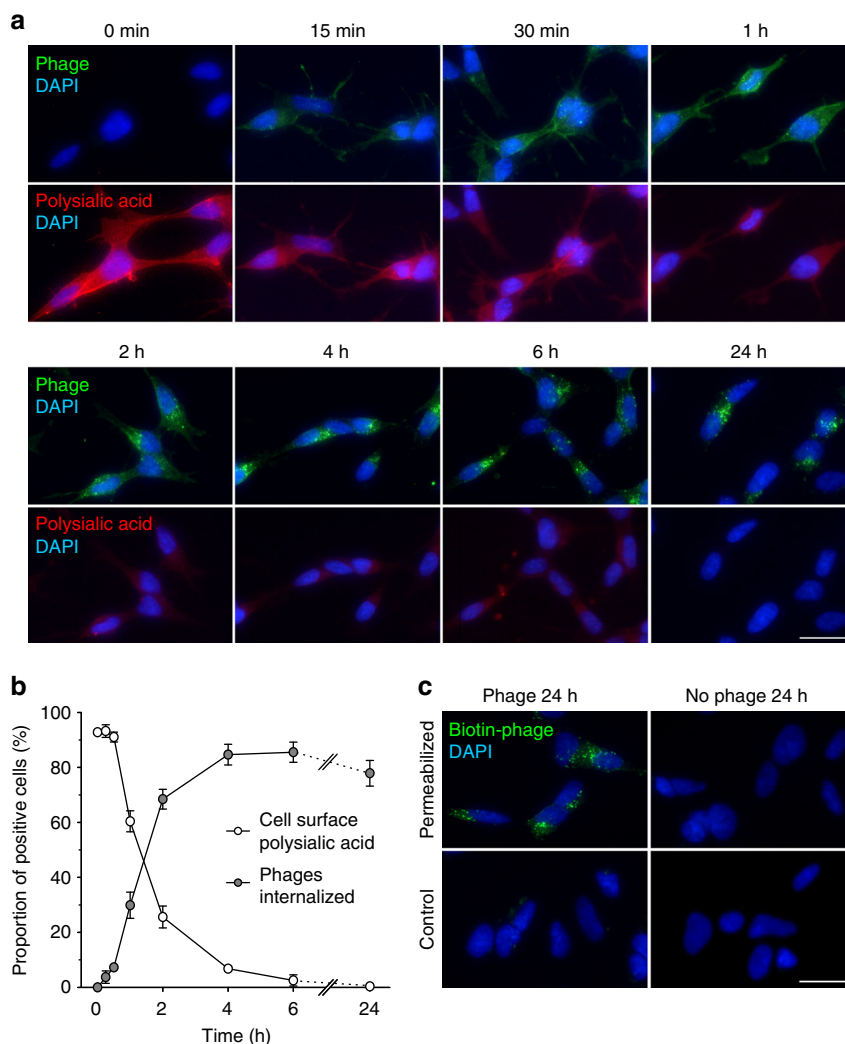 a
0 min 15 min 30 min 1 h
Phage
DAPI
Polysialic acid
DAPI
2 h 4 h 6 h 24 h
Phage
DAPI
Polysialic acid
DAPI
b
100
80
60
40
20
0
Proportion of positive cells (%)
Cell surface
polysialic acid
Phages
internalized
0 2 4 6 24
Time (h)
c
Phage 24 h No phage 24 h
Permeabilized
Biotin-phage
DAPI
Control